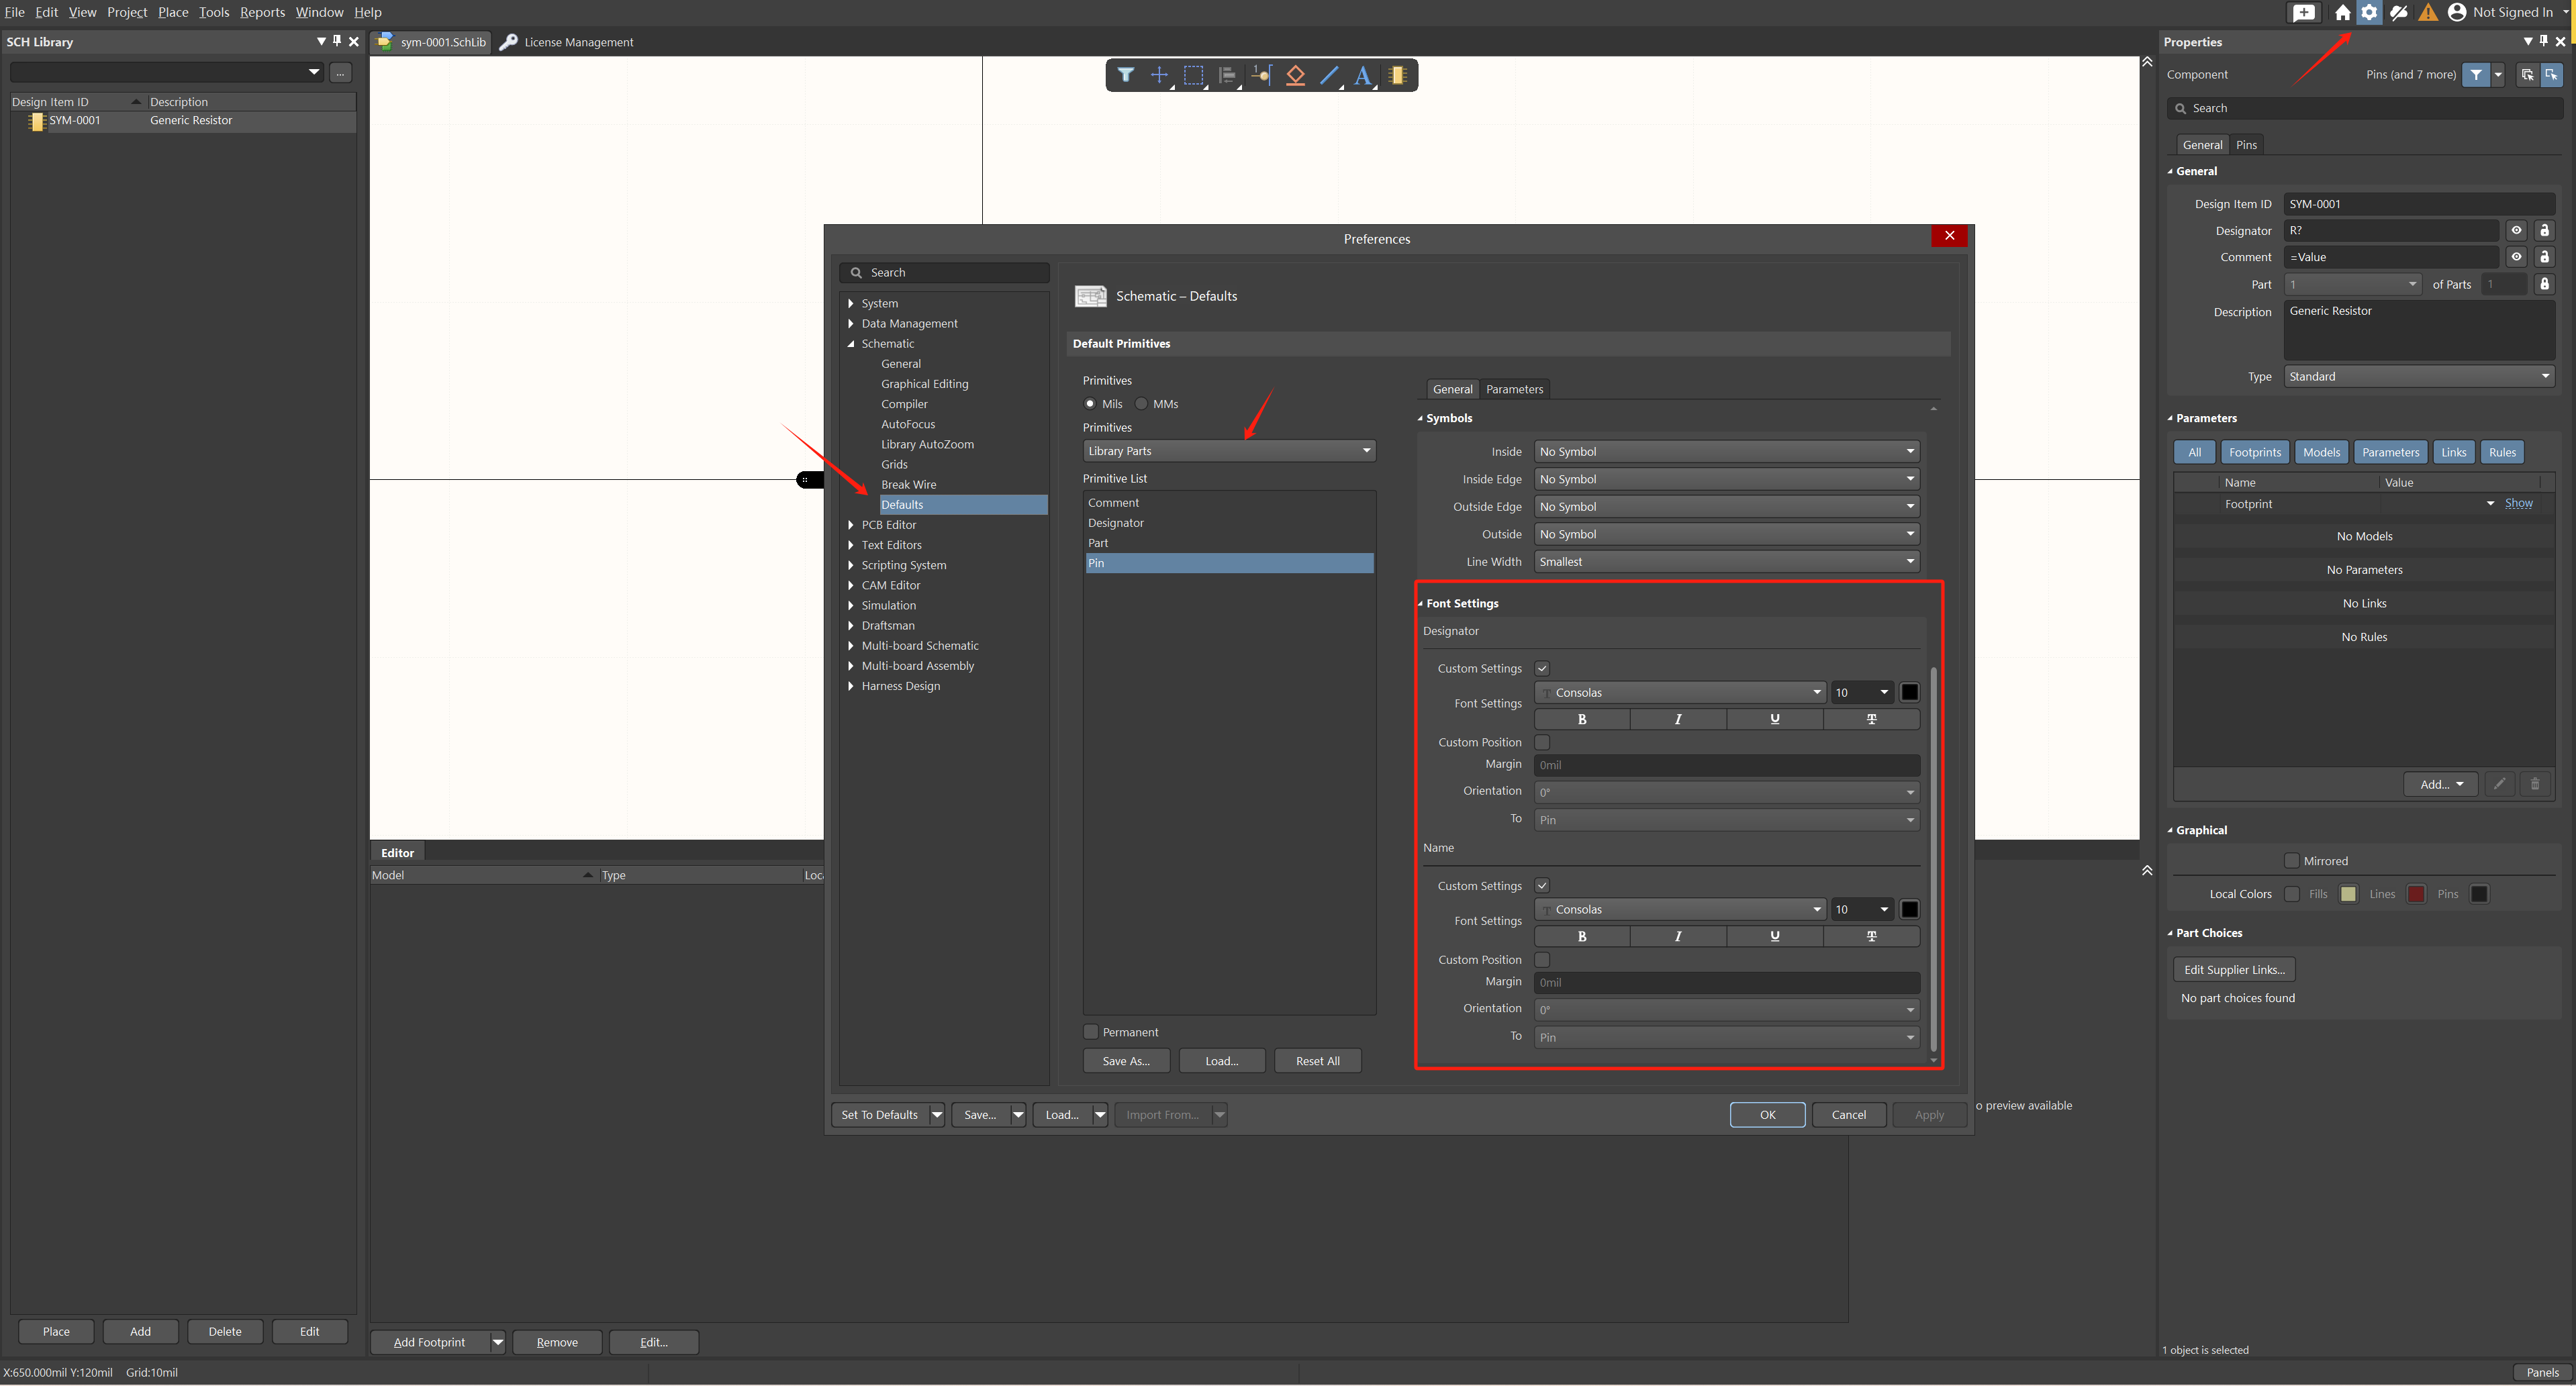 File Edit View Project Place Tools Reports Window Help
Not Signed In
SCH Library
sym-0001.SchLib
License Management
Properties
Component
Pins (and 7 more)
...
Search
Design Item ID Description
SYM-0001 Generic Resistor
General Pins
General
Design Item ID SYM-0001
Designator R?
Comment =Value
Part 1 of Parts 1
Description Generic Resistor
Type Standard
Parameters
All Footprints Models Parameters Links Rules
Name Value
Footprint Show
No Models
No Parameters
No Links
No Rules
Add...
Graphical
Mirrored
Local Colors Fills Lines Pins
Part Choices
Edit Supplier Links...
No part choices found
1 object is selected
Preferences
Search
System
Data Management
Schematic
General
Graphical Editing
Compiler
AutoFocus
Library AutoZoom
Grids
Break Wire
Defaults
PCB Editor
Text Editors
Scripting System
CAM Editor
Simulation
Draftsman
Multi-board Schematic
Multi-board Assembly
Harness Design
Schematic – Defaults
Default Primitives
Primitives
Mils MMs
Primitives
Library Parts
Primitive List
Comment
Designator
Part
Pin
Permanent
Save As... Load... Reset All
General Parameters
Symbols
Inside No Symbol
Inside Edge No Symbol
Outside Edge No Symbol
Outside No Symbol
Line Width Smallest
Font Settings
Designator
Custom Settings
Font Settings T Consolas 10
B I U T
Custom Position
Margin 0mil
Orientation 0°
To Pin
Name
Custom Settings
Font Settings T Consolas 10
B I U T
Custom Position
Margin 0mil
Orientation 0°
To Pin
Set To Defaults Save... Load... Import From...
OK Cancel Apply
Editor
Model Type Loca
o preview available
Place Add Delete Edit
Add Footprint Remove Edit...
X:650.000mil Y:120mil Grid:10mil
Panels